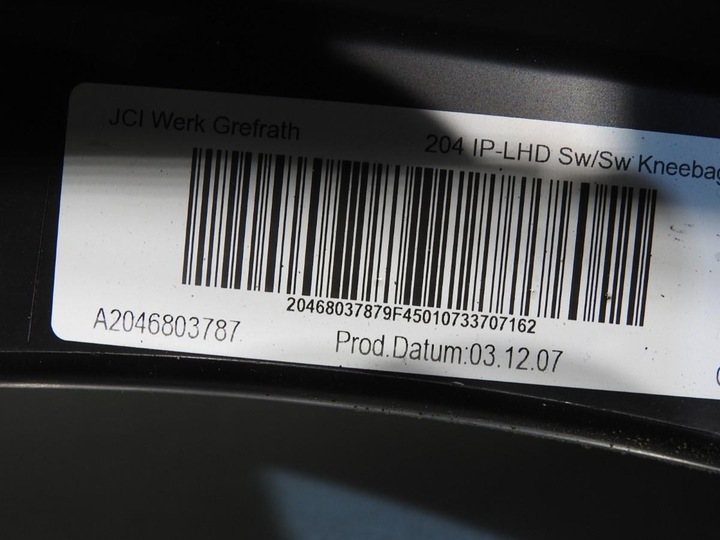 JCI Werk Grefrath
204 IP-LHD Sw/Sw Kneebag
20468037879F45010733707162
A2046803787
Prod.Datum:03.12.07